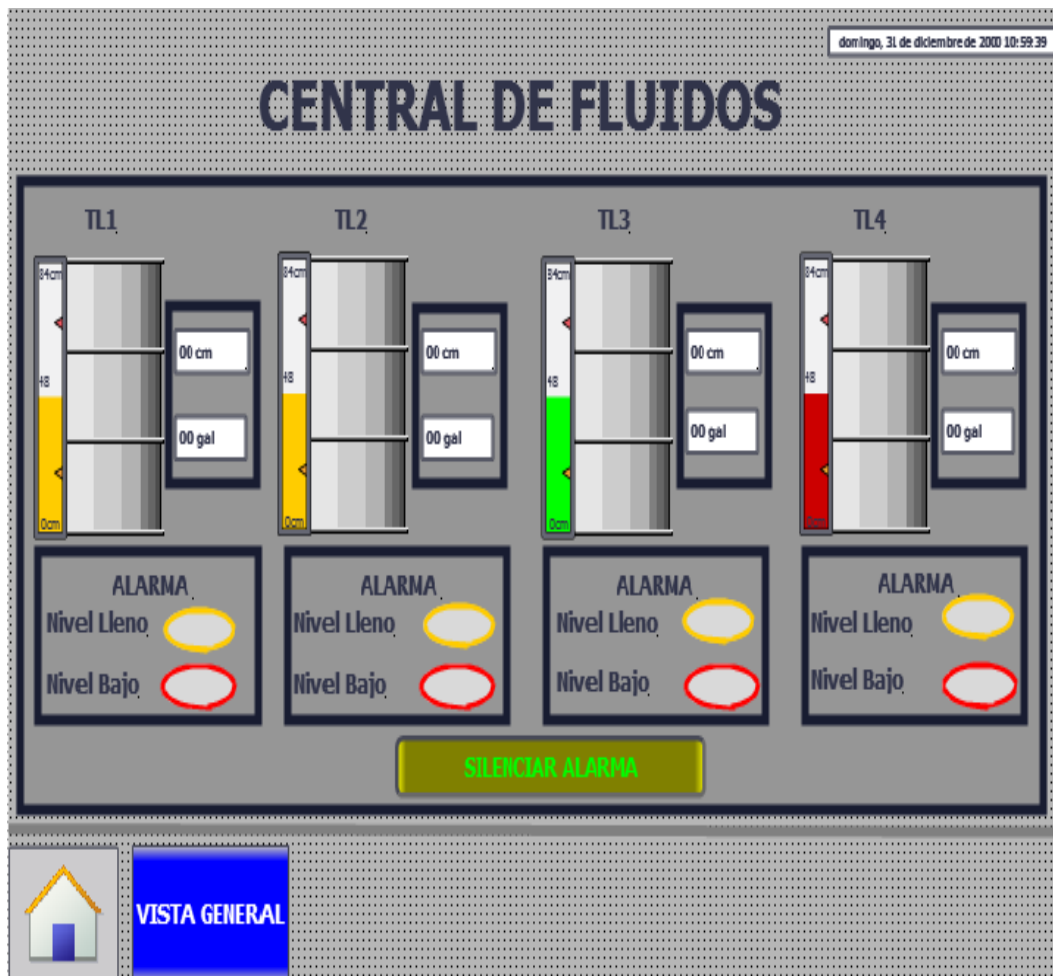 domingo, 31 de diciembre de 2000 10:59:39
CENTRAL DE FLUIDOS
TL1 TL2 TL3 TL4
84cm 84cm 84cm 84cm
00 cm 00 cm 00 cm 00 cm
48 48 48 48
00 gal 00 gal 00 gal 00 gal
0cm 0cm 0cm 0cm
ALARMA ALARMA ALARMA ALARMA
Nivel Lleno Nivel Lleno Nivel Lleno Nivel Lleno
Nivel Bajo Nivel Bajo Nivel Bajo Nivel Bajo
SILENCIAR ALARMA
VISTA GENERAL